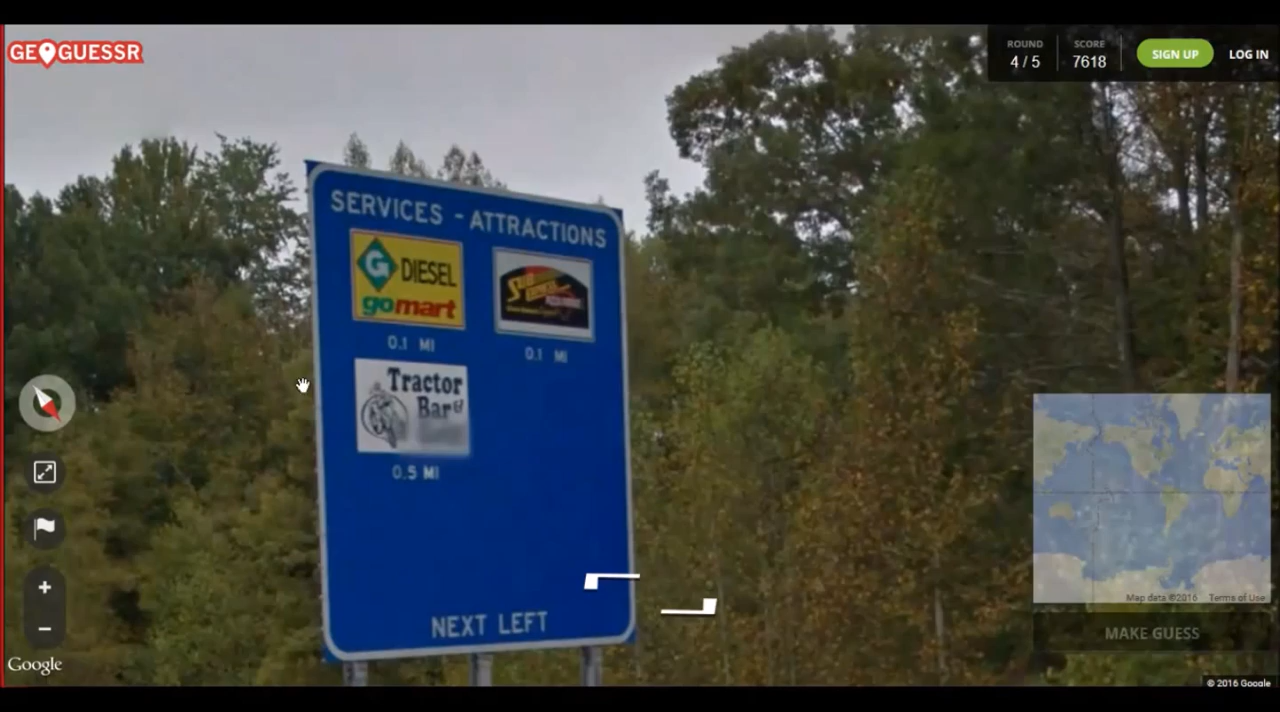 GEOGUESSR
ROUND
4 / 5
SCORE
7618
SIGN UP
LOG IN
SERVICES - ATTRACTIONS
G DIESEL
gomart
0.1 MI
0.1 MI
Tractor
Bar
0.5 MI
NEXT LEFT
Map data ©2016 Terms of Use
MAKE GUESS
Google
© 2016 Google